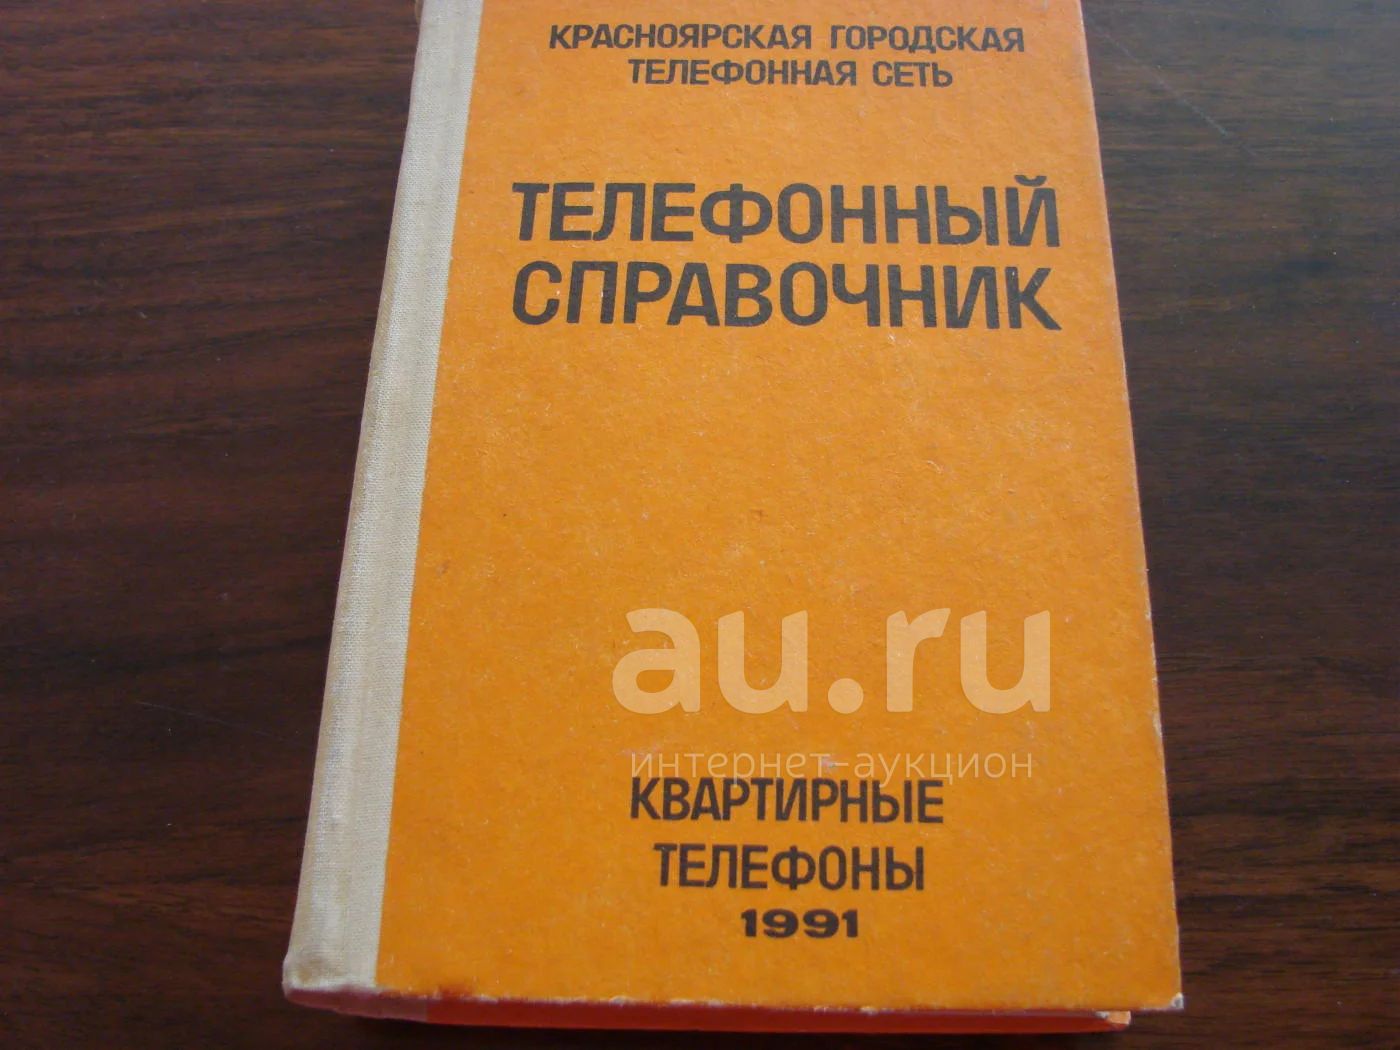 КРАСНОЯРСКАЯ ГОРОДСКАЯ
ТЕЛЕФОННАЯ СЕТЬ
ТЕЛЕФОННЫЙ
СПРАВОЧНИК
au.ru
интернет-аукцион
КВАРТИРНЫЕ
ТЕЛЕФОНЫ
1991